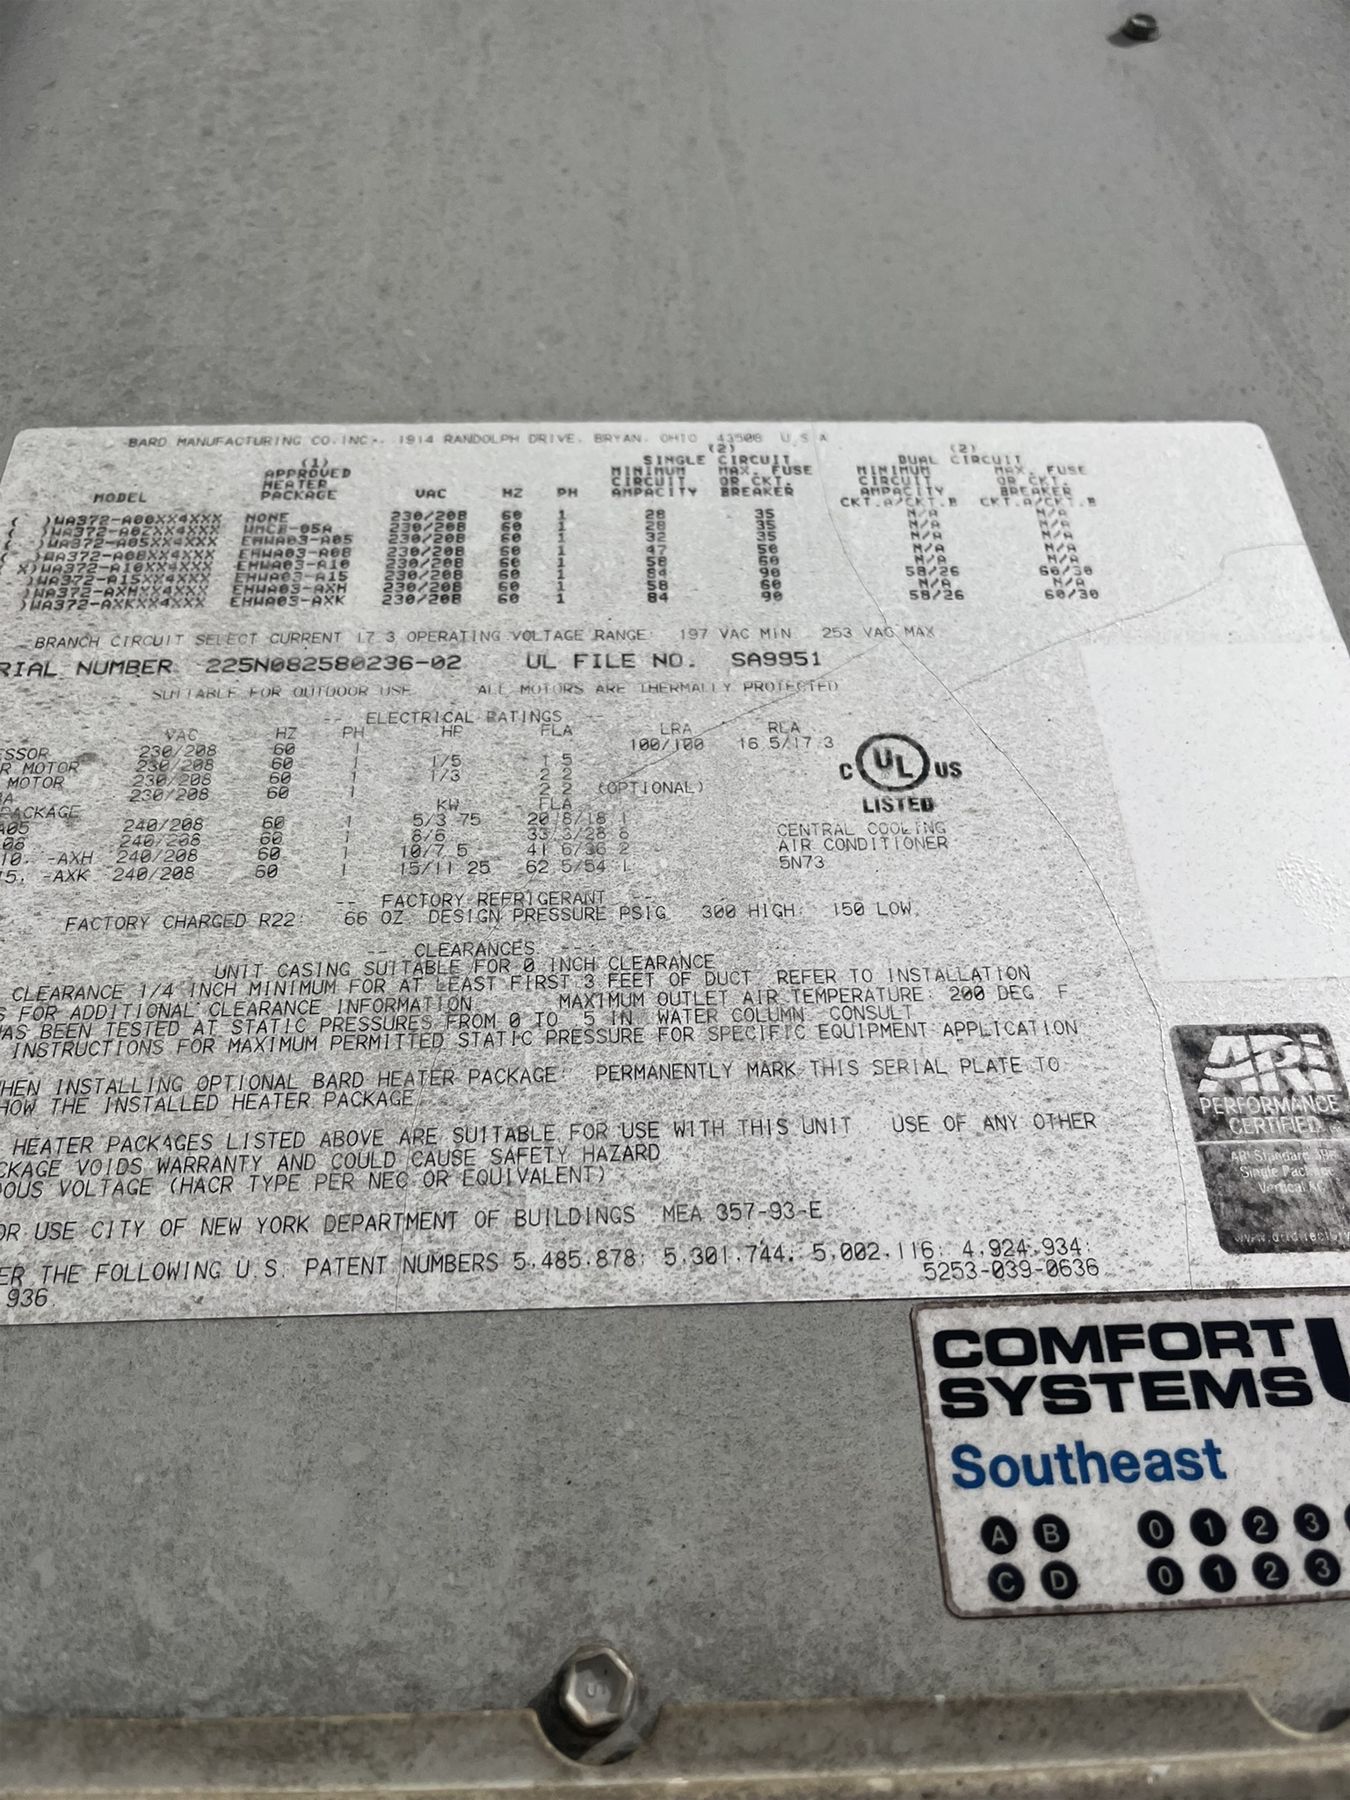 BARD MANUFACTURING CO. INC., 1914 RANDOLPH DRIVE, BRYAN, OHIO 43506 U.S.A
(1) (2) (2)
APPROVED SINGLE CIRCUIT DUAL CIRCUIT
HEATER MINIMUM MAX. FUSE MINIMUM MAX. FUSE
MODEL PACKAGE VAC HZ PH CIRCUIT OR CKT. CIRCUIT OR CKT.
AMPACITY BREAKER AMPACITY BREAKER
CKT.A/CKT.B CKT.A/CKT.B
( )WA372-A00XX4XXX NONE 230/208 60 1 28 35 N/A N/A
( )WA372-A0ZXX4XXX WMCB-05A 230/208 60 1 28 35 N/A N/A
( )WA372-A05XX4XXX EHWA03-A05 230/208 60 1 32 35 N/A N/A
( )WA372-A08XX4XXX EHWA03-A08 230/208 60 1 47 50 N/A N/A
X)WA372-A10XX4XXX EHWA03-A10 230/208 60 1 58 60 N/A N/A
)WA372-A15XX4XXX EHWA03-A15 230/208 60 1 84 90 58/26 60/30
)WA372-AXHXX4XXX EHWA03-AXH 230/208 60 1 58 60 N/A N/A
)WA372-AXKXX4XXX EHWA03-AXK 230/208 60 1 84 90 58/26 60/30
BRANCH CIRCUIT SELECT CURRENT 17.3 OPERATING VOLTAGE RANGE: 197 VAC MIN 253 VAC MAX
RIAL NUMBER 225N082580236-02 UL FILE NO. SA9951
SUITABLE FOR OUTDOOR USE ALL MOTORS ARE THERMALLY PROTECTED
-- ELECTRICAL RATINGS --
VAC HZ PH HP FLA LRA RLA
SSOR 230/208 60 1 100/100 16.5/17.3
R MOTOR 230/208 60 1 1/5 1.5
MOTOR 230/208 60 1 1/3 2.2
MA 230/208 60 1 2.2 (OPTIONAL)
PACKAGE KW FLA
A05 240/208 60 1 5/3.75 20.8/18.1
08 240/208 60 1 8/6 33.3/28.8
10, -AXH 240/208 60 1 10/7.5 41.6/36.2
5, -AXK 240/208 60 1 15/11.25 62.5/54.1
C UL US
LISTED
CENTRAL COOLING
AIR CONDITIONER
5N73
-- FACTORY REFRIGERANT --
FACTORY CHARGED R22: 66 OZ. DESIGN PRESSURE PSIG 300 HIGH: 150 LOW.
-- CLEARANCES --
UNIT CASING SUITABLE FOR 0 INCH CLEARANCE
CLEARANCE 1/4 INCH MINIMUM FOR AT LEAST FIRST 3 FEET OF DUCT REFER TO INSTALLATION
S FOR ADDITIONAL CLEARANCE INFORMATION MAXIMUM OUTLET AIR TEMPERATURE: 200 DEG. F.
AS BEEN TESTED AT STATIC PRESSURES FROM 0 TO .5 IN WATER COLUMN. CONSULT
INSTRUCTIONS FOR MAXIMUM PERMITTED STATIC PRESSURE FOR SPECIFIC EQUIPMENT APPLICATION
HEN INSTALLING OPTIONAL BARD HEATER PACKAGE: PERMANENTLY MARK THIS SERIAL PLATE TO
HOW THE INSTALLED HEATER PACKAGE
HEATER PACKAGES LISTED ABOVE ARE SUITABLE FOR USE WITH THIS UNIT USE OF ANY OTHER
CKAGE VOIDS WARRANTY AND COULD CAUSE SAFETY HAZARD
OUS VOLTAGE (HACR TYPE PER NEC OR EQUIVALENT)
OR USE CITY OF NEW YORK DEPARTMENT OF BUILDINGS MEA 357-93-E
ER THE FOLLOWING U.S. PATENT NUMBERS 5,485,878; 5,301,744; 5,002,116; 4,924,934;
936 5253-039-0636
ARI
PERFORMANCE
CERTIFIED
ARI Standard 390
Single Package
Vertical AC
COMFORT
SYSTEMS U
Southeast
A B 0 1 2 3
C D 0 1 2 3